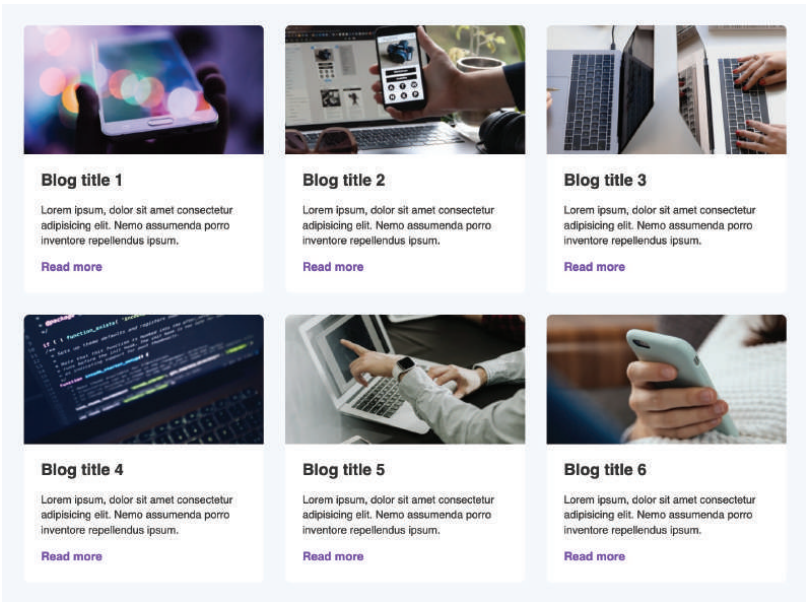 Blog title 1
Lorem ipsum, dolor sit amet consectetur
adipisicing elit. Nemo assumenda porro
inventore repellendus ipsum.
Read more
Blog title 2
Lorem ipsum, dolor sit amet consectetur
adipisicing elit. Nemo assumenda porro
inventore repellendus ipsum.
Read more
Blog title 3
Lorem ipsum, dolor sit amet consectetur
adipisicing elit. Nemo assumenda porro
inventore repellendus ipsum.
Read more
Blog title 4
Lorem ipsum, dolor sit amet consectetur
adipisicing elit. Nemo assumenda porro
inventore repellendus ipsum.
Read more
Blog title 5
Lorem ipsum, dolor sit amet consectetur
adipisicing elit. Nemo assumenda porro
inventore repellendus ipsum.
Read more
Blog title 6
Lorem ipsum, dolor sit amet consectetur
adipisicing elit. Nemo assumenda porro
inventore repellendus ipsum.
Read more